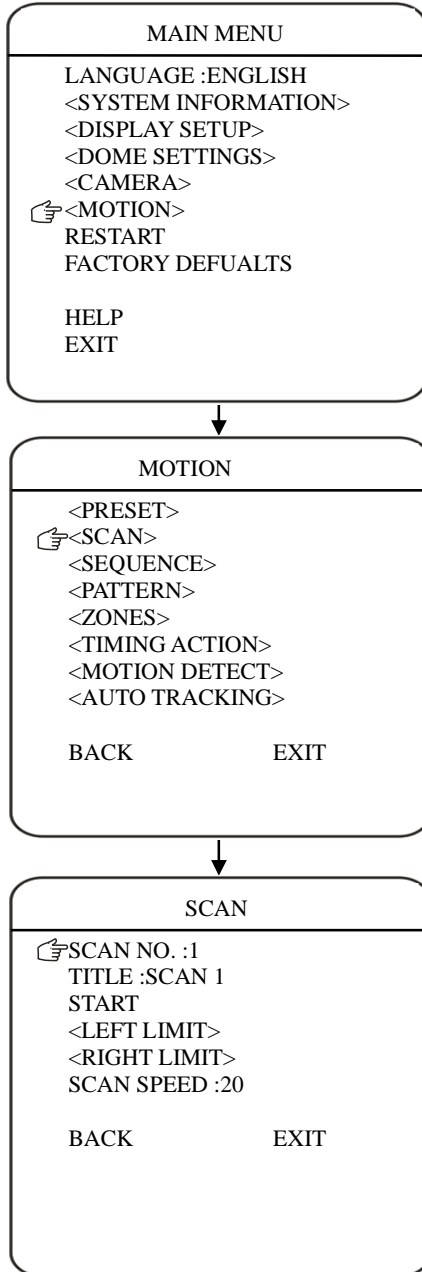 MAIN MENU
LANGUAGE :ENGLISH
<SYSTEM INFORMATION>
<DISPLAY SETUP>
<DOME SETTINGS>
<CAMERA>
<MOTION>
RESTART
FACTORY DEFUALTS
HELP
EXIT
MOTION
<PRESET>
<SCAN>
<SEQUENCE>
<PATTERN>
<ZONES>
<TIMING ACTION>
<MOTION DETECT>
<AUTO TRACKING>
BACK EXIT
SCAN
SCAN NO. :1
TITLE :SCAN 1
START
<LEFT LIMIT>
<RIGHT LIMIT>
SCAN SPEED :20
BACK EXIT